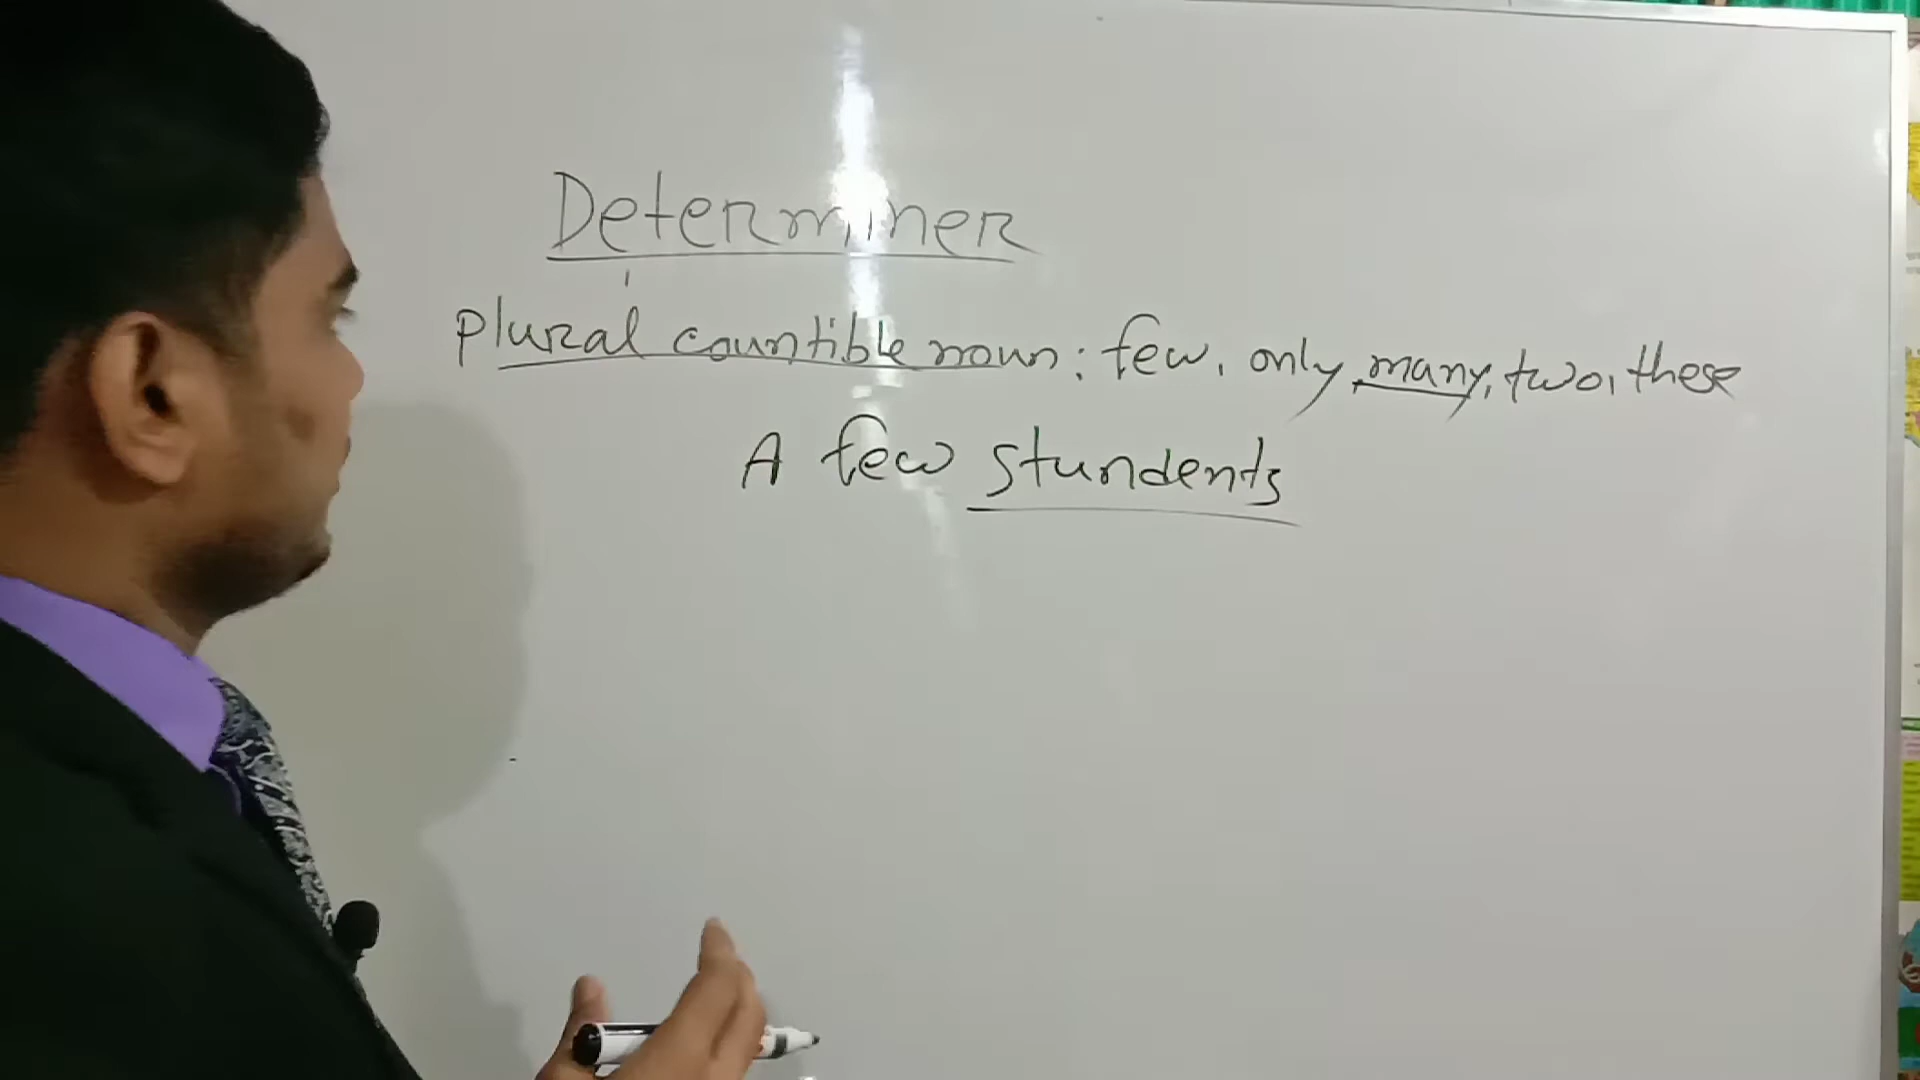 Determiner
Plural countible noun: few, only, many, two, these
A few stundents